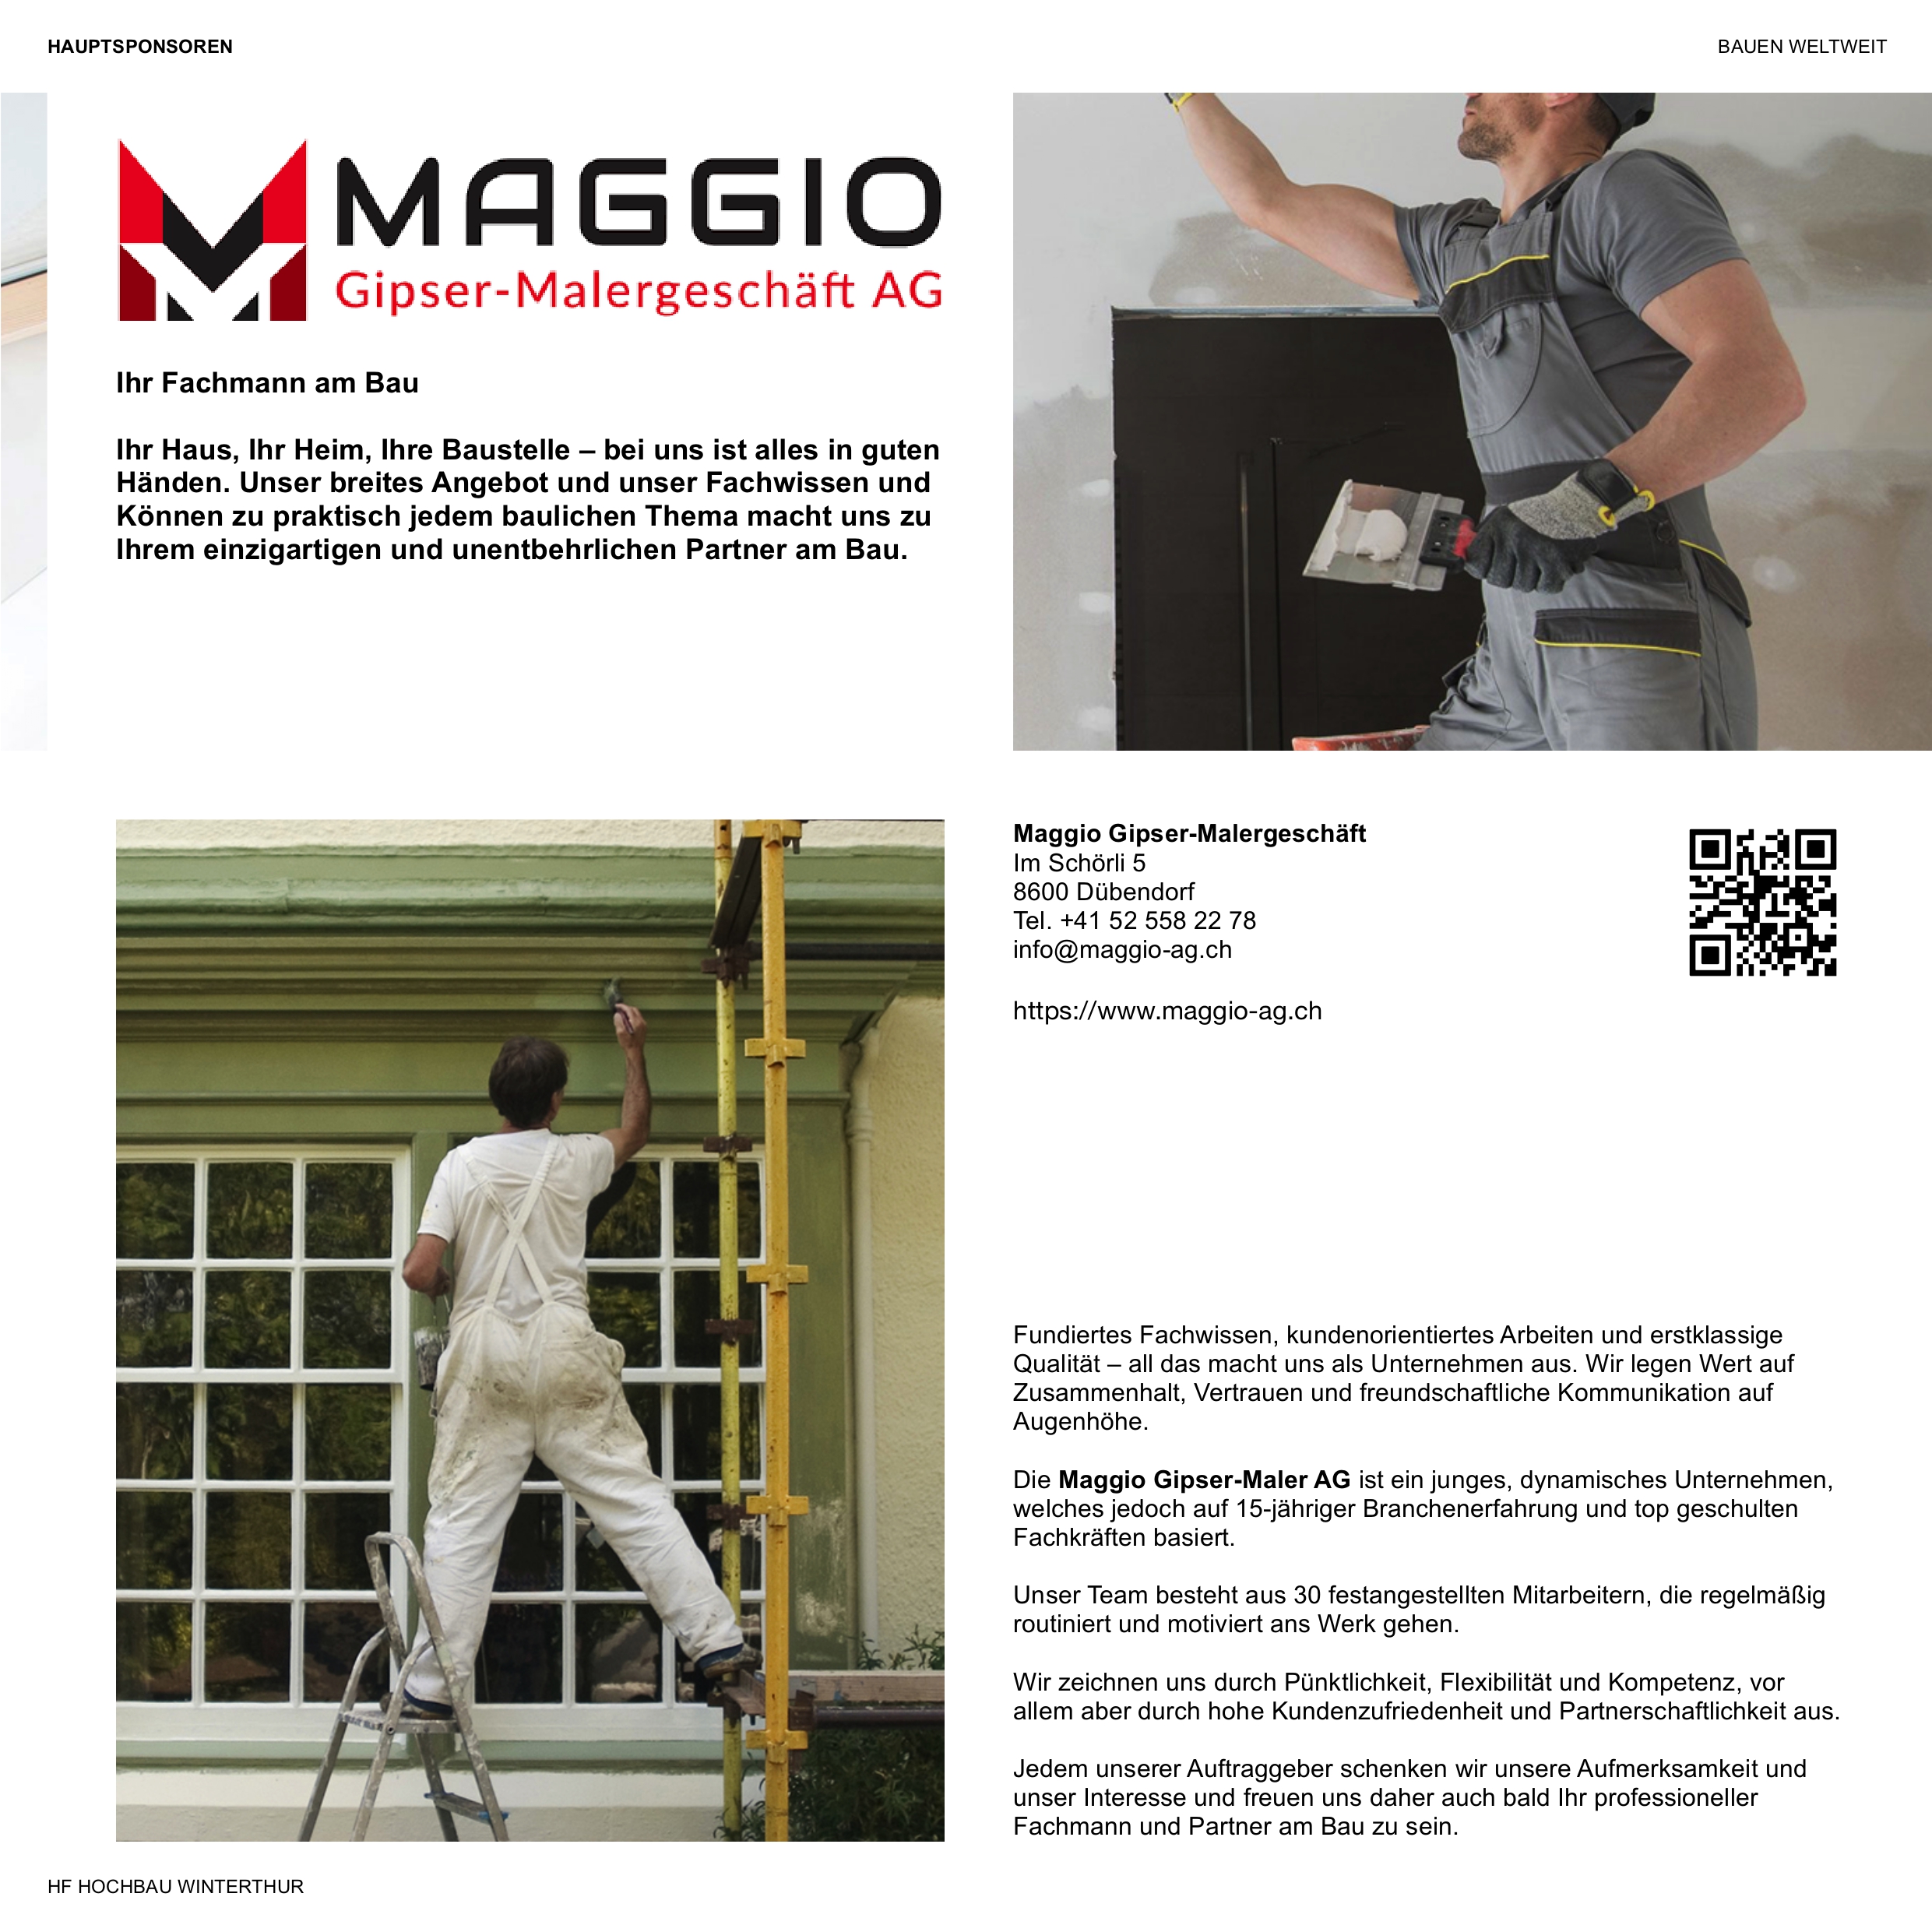 HAUPTSPONSOREN
BAUEN WELTWEIT
MAGGIO
Gipser-Malergeschäft AG
Ihr Fachmann am Bau
Ihr Haus, Ihr Heim, Ihre Baustelle – bei uns ist alles in guten
Händen. Unser breites Angebot und unser Fachwissen und
Können zu praktisch jedem baulichen Thema macht uns zu
Ihrem einzigartigen und unentbehrlichen Partner am Bau.
Maggio Gipser-Malergeschäft
Im Schörli 5
8600 Dübendorf
Tel. +41 52 558 22 78
info@maggio-ag.ch
https://www.maggio-ag.ch
Fundiertes Fachwissen, kundenorientiertes Arbeiten und erstklassige
Qualität – all das macht uns als Unternehmen aus. Wir legen Wert auf
Zusammenhalt, Vertrauen und freundschaftliche Kommunikation auf
Augenhöhe.
Die Maggio Gipser-Maler AG ist ein junges, dynamisches Unternehmen,
welches jedoch auf 15-jähriger Branchenerfahrung und top geschulten
Fachkräften basiert.
Unser Team besteht aus 30 festangestellten Mitarbeitern, die regelmäßig
routiniert und motiviert ans Werk gehen.
Wir zeichnen uns durch Pünktlichkeit, Flexibilität und Kompetenz, vor
allem aber durch hohe Kundenzufriedenheit und Partnerschaftlichkeit aus.
Jedem unserer Auftraggeber schenken wir unsere Aufmerksamkeit und
unser Interesse und freuen uns daher auch bald Ihr professioneller
Fachmann und Partner am Bau zu sein.
HF HOCHBAU WINTERTHUR